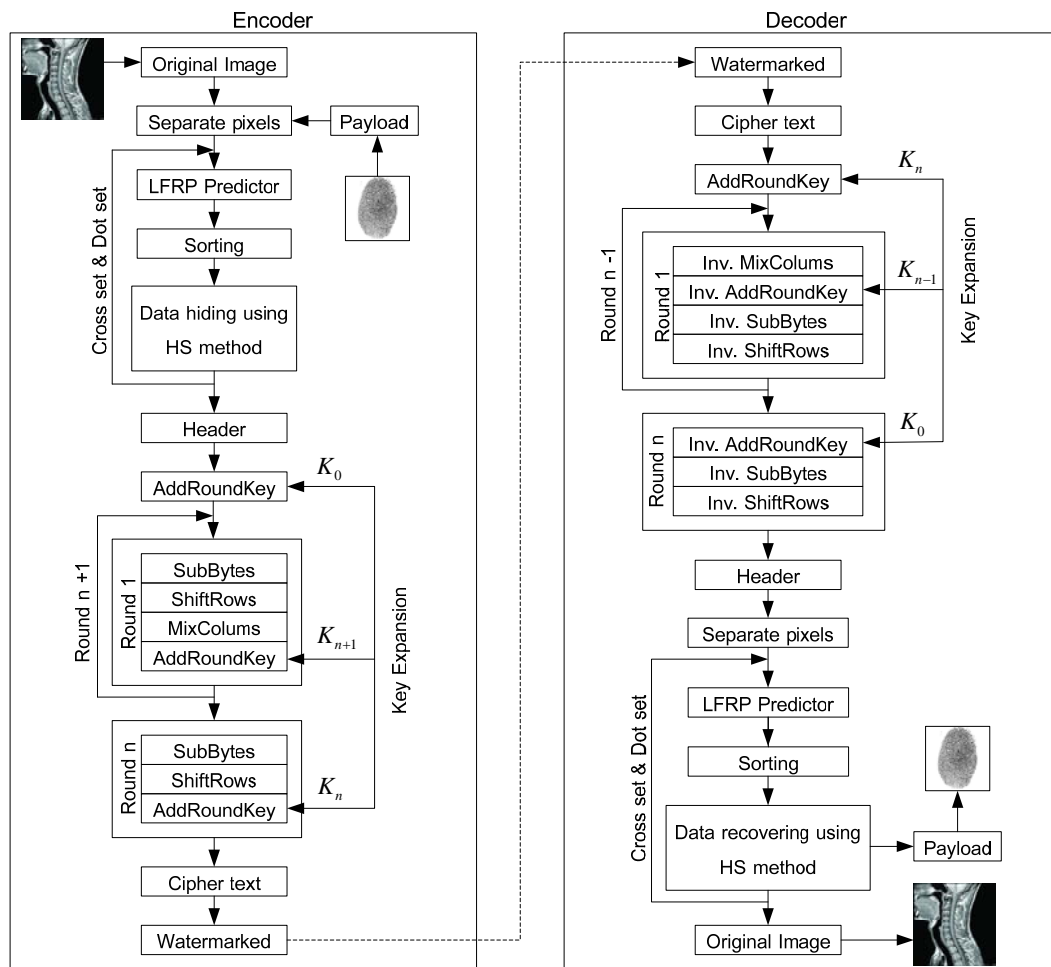 Encoder
Original Image
Separate pixels
Payload
LFRP Predictor
Sorting
Data hiding using
HS method
Cross set & Dot set
Header
AddRoundKey
K0
Round n +1
Round 1
SubBytes
ShiftRows
MixColums
AddRoundKey
Kn+1
Key Expansion
Round n
SubBytes
ShiftRows
AddRoundKey
Kn
Cipher text
Watermarked
Decoder
Watermarked
Cipher text
AddRoundKey
Kn
Round n -1
Round 1
Inv. MixColums
Inv. AddRoundKey
Inv. SubBytes
Inv. ShiftRows
Kn−1
Key Expansion
Round n
Inv. AddRoundKey
Inv. SubBytes
Inv. ShiftRows
K0
Header
Separate pixels
LFRP Predictor
Sorting
Cross set & Dot set
Data recovering using
HS method
Payload
Original Image